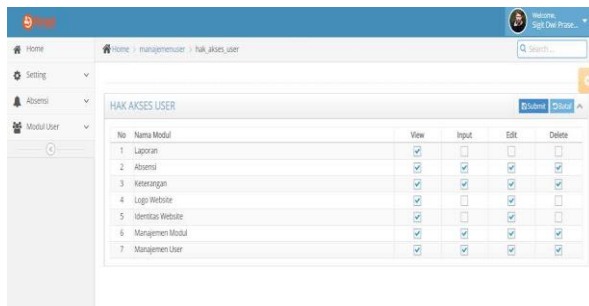 Welcome,
Sigit Dwi Prase...
Home
Home > manajemenuser > hak_akses_user
Search ...
Setting
Absensi
HAK AKSES USER
Submit
Batal
Modul User
No Nama Modul View Input Edit Delete
1 Laporan
2 Absensi
3 Keterangan
4 Logo Website
5 Identitas Website
6 Manajemen Modul
7 Manajemen User